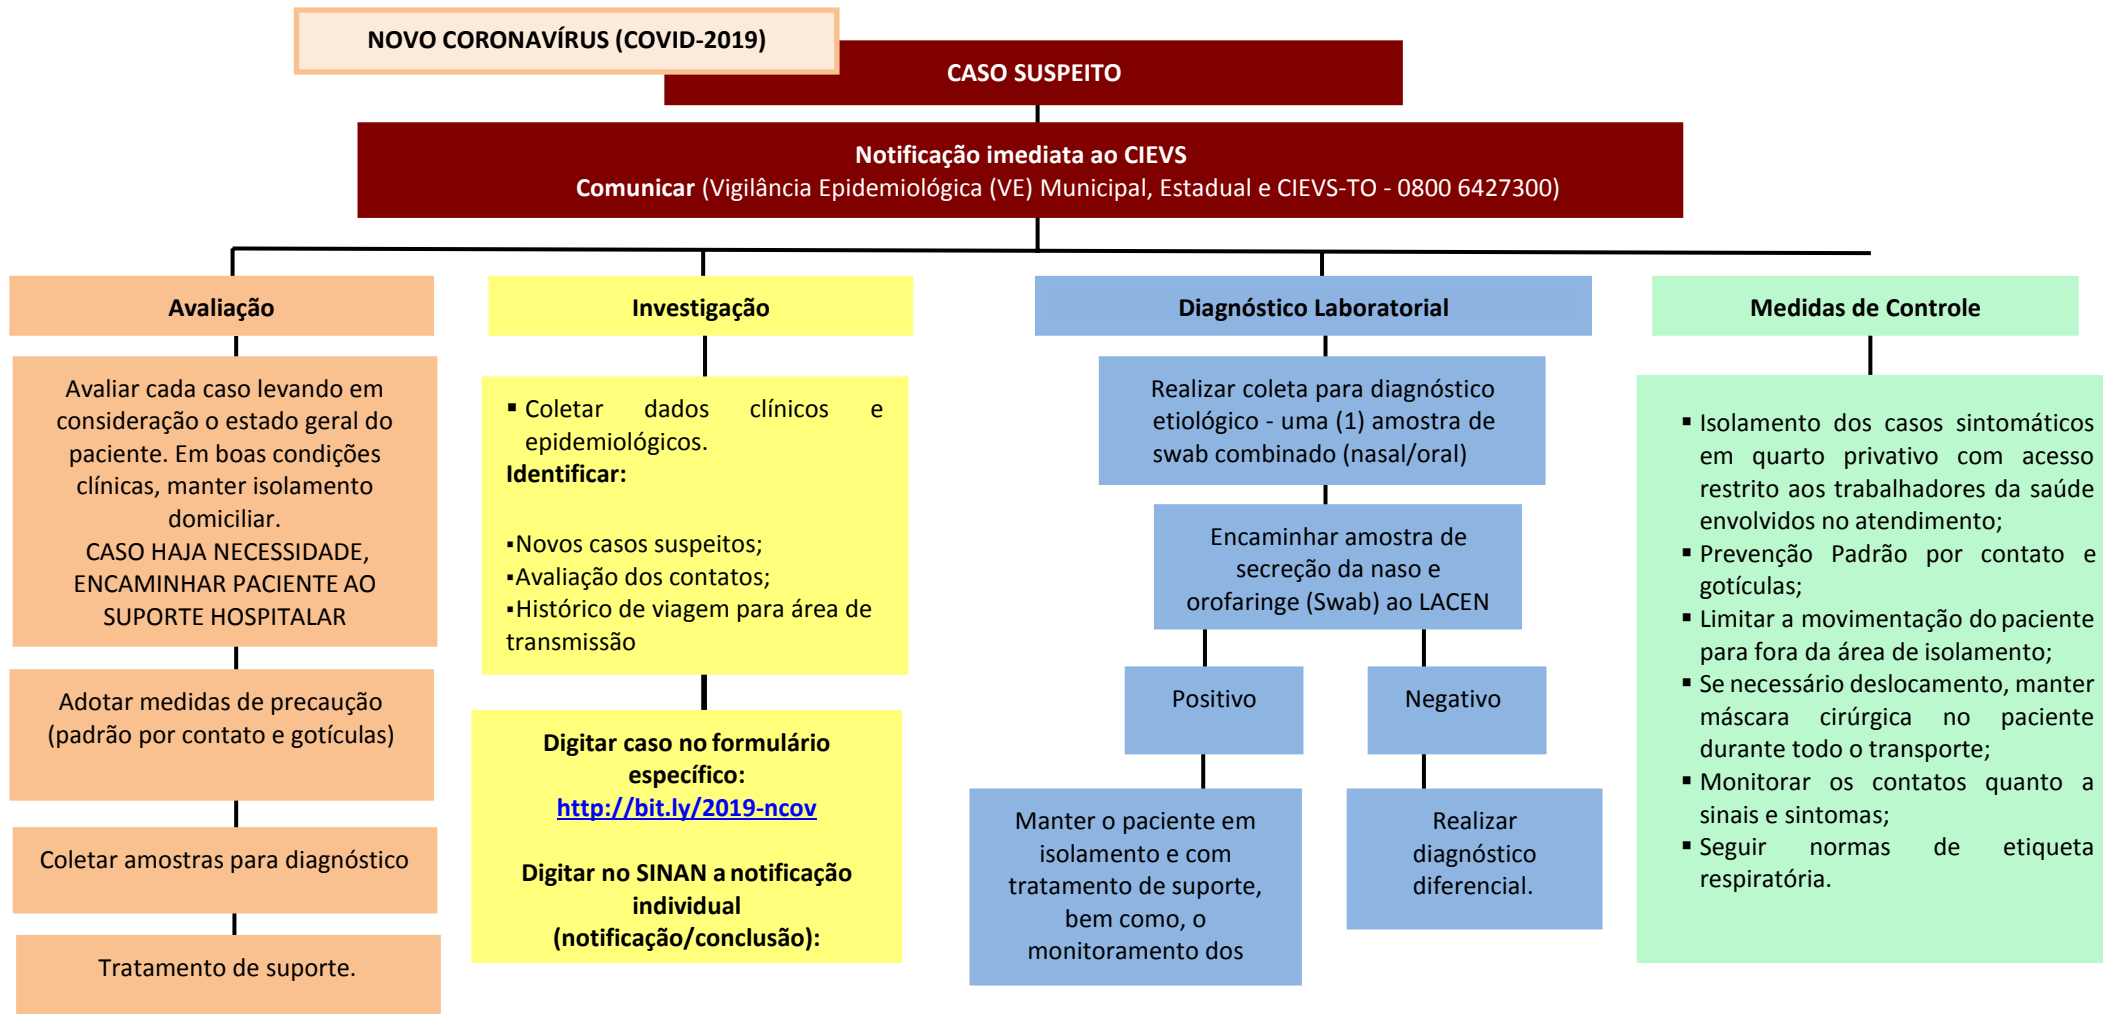 NOVO CORONAVÍRUS (COVID-2019)
CASO SUSPEITO
Notificação imediata ao CIEVS
Comunicar (Vigilância Epidemiológica (VE) Municipal, Estadual e CIEVS-TO - 0800 6427300)
Avaliação
Avaliar cada caso levando em
consideração o estado geral do
paciente. Em boas condições
clínicas, manter isolamento
domiciliar.
CASO HAJA NECESSIDADE,
ENCAMINHAR PACIENTE AO
SUPORTE HOSPITALAR
Adotar medidas de precaução
(padrão por contato e gotículas)
Coletar amostras para diagnóstico
Tratamento de suporte.
Investigação
▪ Coletar dados clínicos e
epidemiológicos.
Identificar:
▪Novos casos suspeitos;
▪Avaliação dos contatos;
▪Histórico de viagem para área de
transmissão
Digitar caso no formulário
específico:
http://bit.ly/2019-ncov
Digitar no SINAN a notificação
individual
(notificação/conclusão):
Diagnóstico Laboratorial
Realizar coleta para diagnóstico
etiológico - uma (1) amostra de
swab combinado (nasal/oral)
Encaminhar amostra de
secreção da naso e
orofaringe (Swab) ao LACEN
Positivo
Negativo
Manter o paciente em
isolamento e com
tratamento de suporte,
bem como, o
monitoramento dos
Realizar
diagnóstico
diferencial.
Medidas de Controle
▪ Isolamento dos casos sintomáticos
em quarto privativo com acesso
restrito aos trabalhadores da saúde
envolvidos no atendimento;
▪ Prevenção Padrão por contato e
gotículas;
▪ Limitar a movimentação do paciente
para fora da área de isolamento;
▪ Se necessário deslocamento, manter
máscara cirúrgica no paciente
durante todo o transporte;
▪ Monitorar os contatos quanto a
sinais e sintomas;
▪ Seguir normas de etiqueta
respiratória.